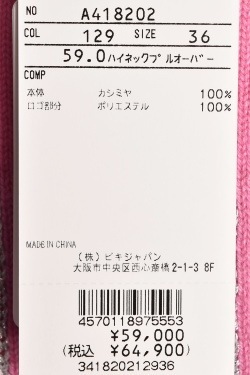 NO A418202
COL 129 SIZE 36
59.0 ハイネックプルオーバー
COMP
本体 カシミヤ 100%
ロゴ部分 ポリエステル 100%
MADE IN CHINA
(株)ビキジャパン
大阪市中央区西心斎橋2-1-3 8F
4570118975553
¥59,000
(税込 ¥64,900)
341820212936